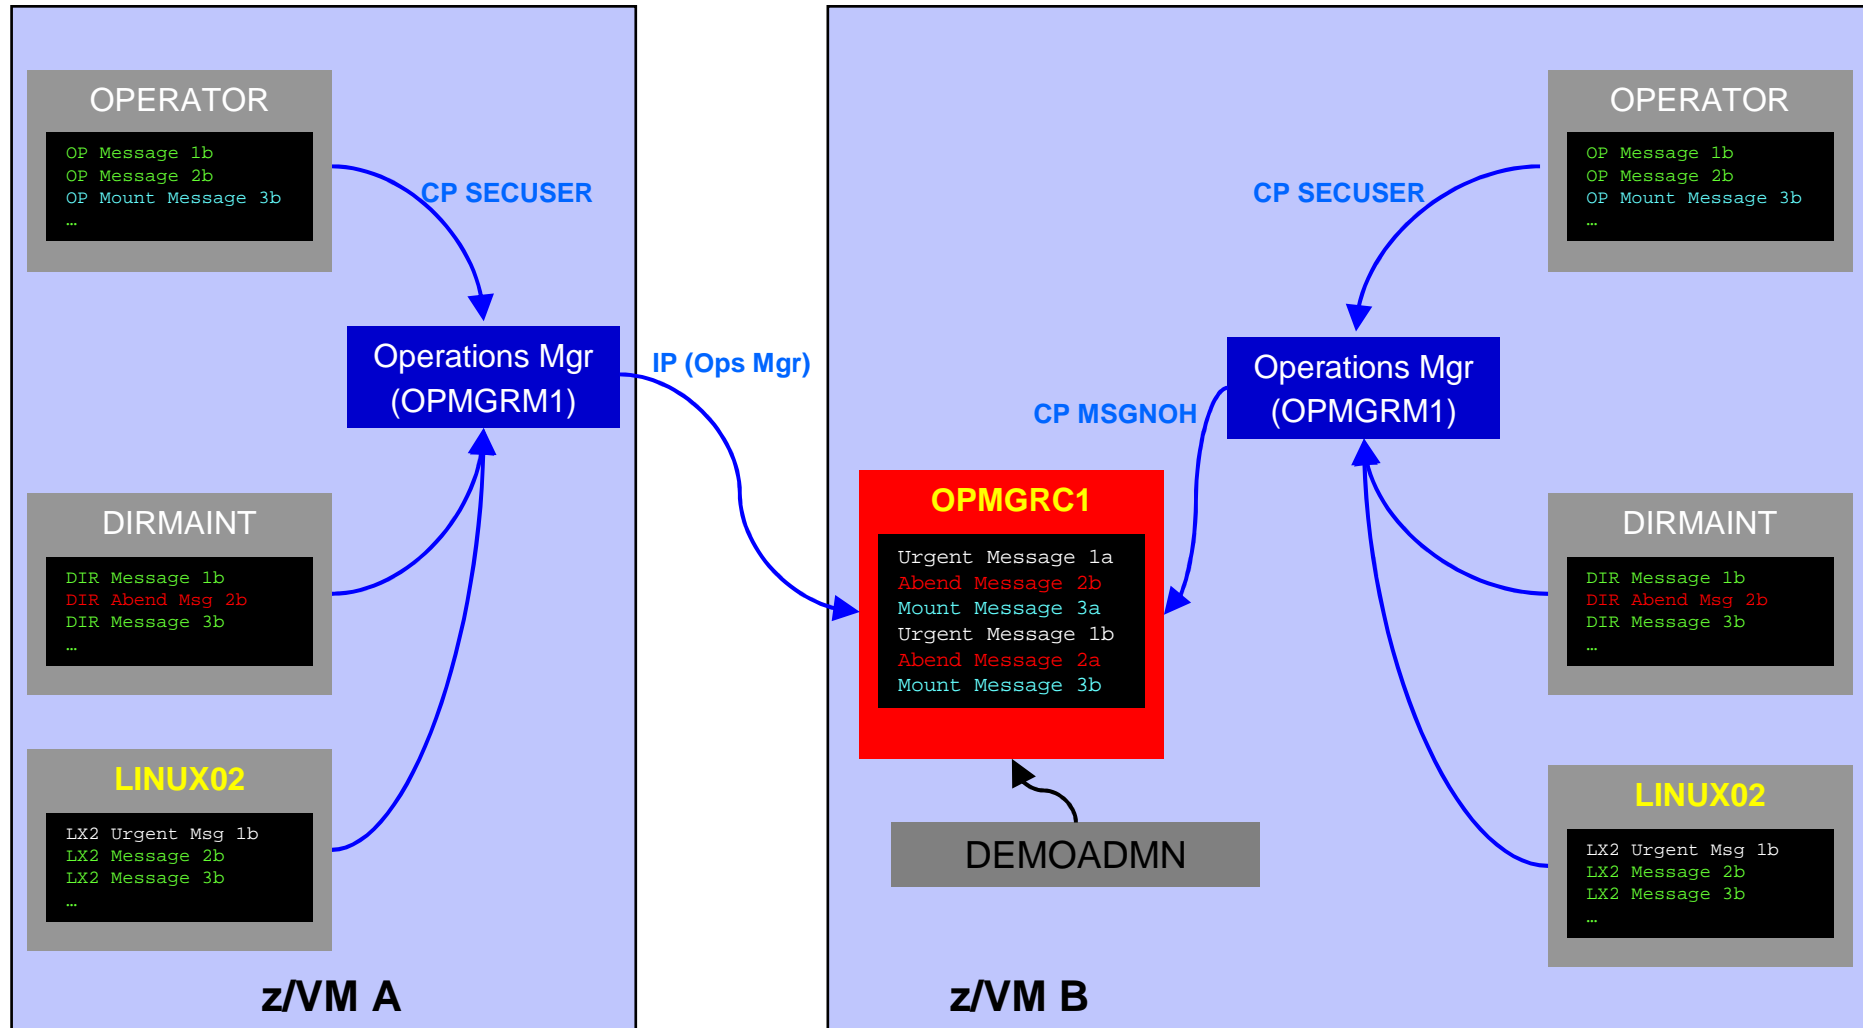 OPERATOR
OP Message 1b
OP Message 2b
OP Mount Message 3b
…
CP SECUSER
Operations Mgr
(OPMGRM1)
DIRMAINT
DIR Message 1b
DIR Abend Msg 2b
DIR Message 3b
…
LINUX02
LX2 Urgent Msg 1b
LX2 Message 2b
LX2 Message 3b
…
z/VM A
IP (Ops Mgr)
OPERATOR
OP Message 1b
OP Message 2b
OP Mount Message 3b
…
CP SECUSER
Operations Mgr
(OPMGRM1)
CP MSGNOH
OPMGRC1
Urgent Message 1a
Abend Message 2b
Mount Message 3a
Urgent Message 1b
Abend Message 2a
Mount Message 3b
DEMOADMN
DIRMAINT
DIR Message 1b
DIR Abend Msg 2b
DIR Message 3b
…
LINUX02
LX2 Urgent Msg 1b
LX2 Message 2b
LX2 Message 3b
…
z/VM B